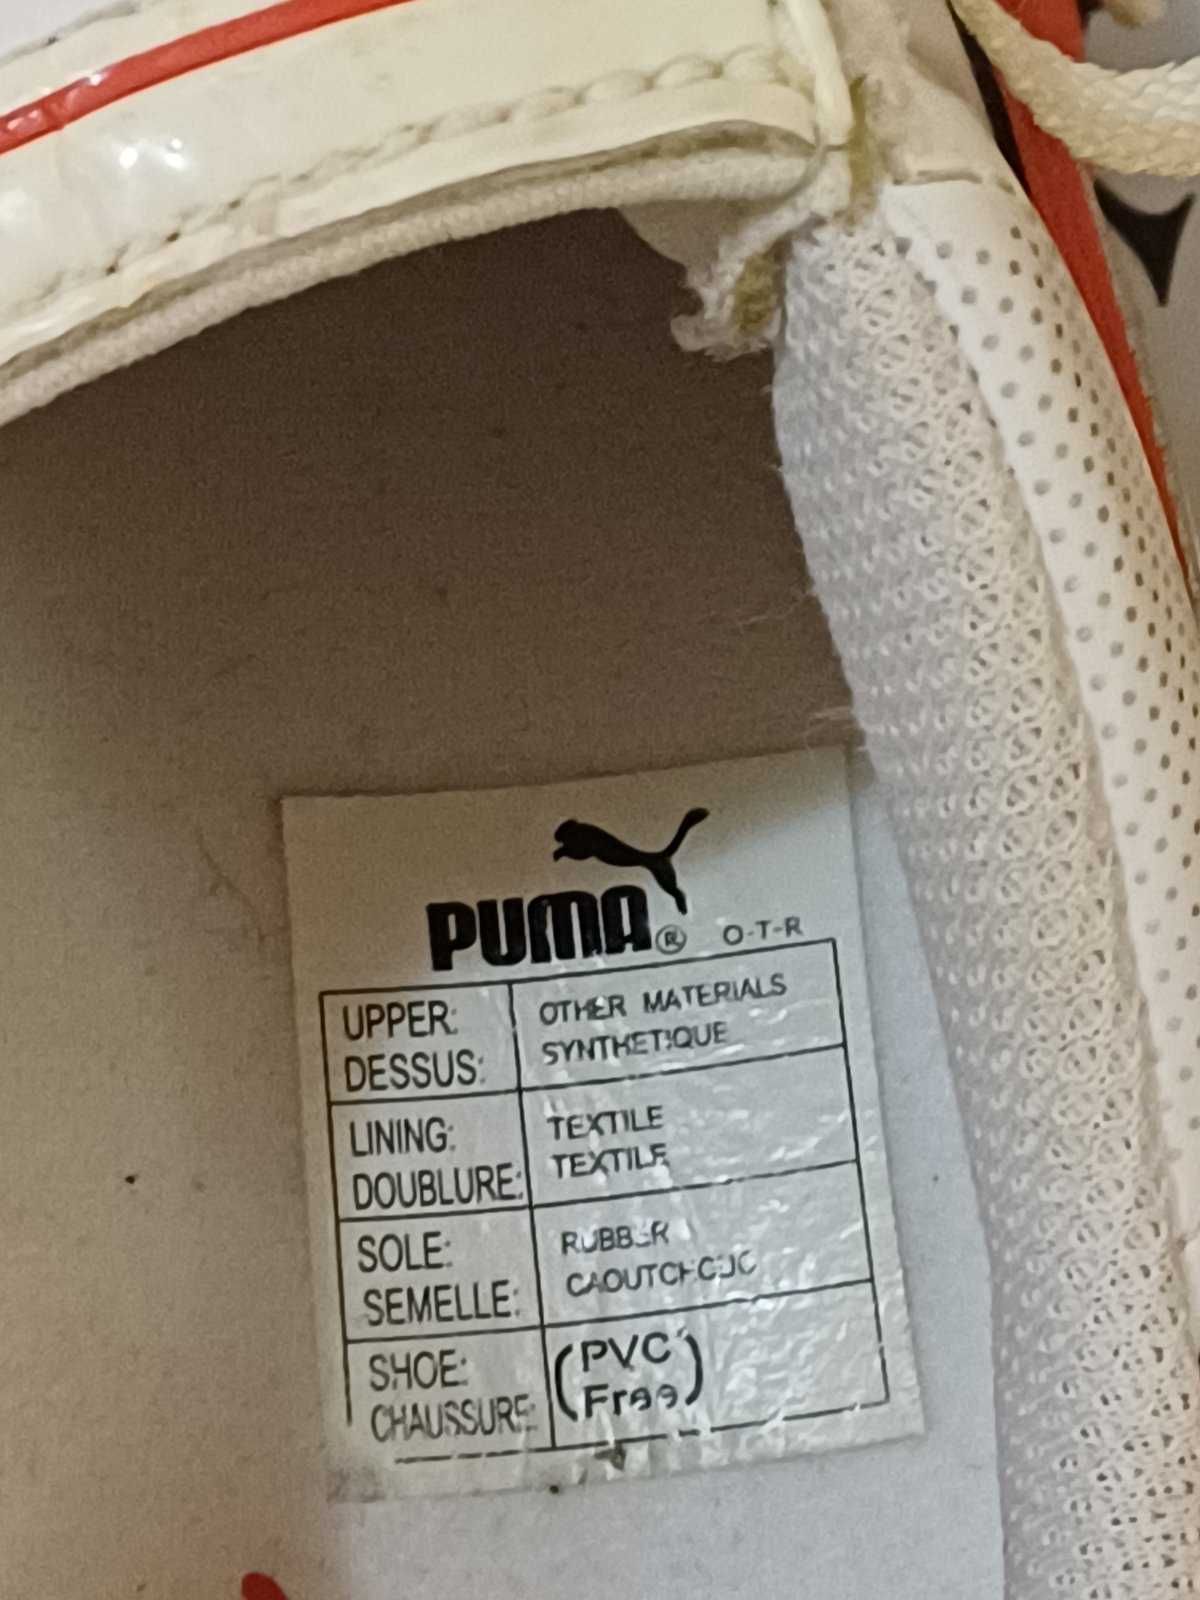 PUMA® O-T-R
UPPER: OTHER MATERIALS
DESSUS: SYNTHETIQUE
LINING: TEXTILE
DOUBLURE: TEXTILE
SOLE: RUBBER
SEMELLE: CAOUTCHOUC
SHOE: (PVC
CHAUSSURE: Free)